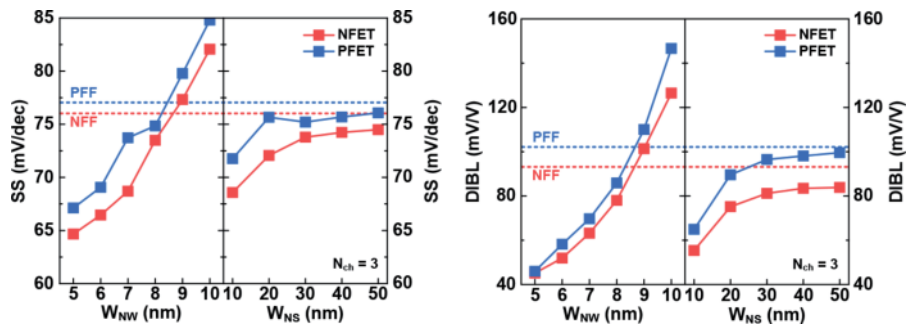 SS (mV/dec)
85
80
75
70
65
60
PFF
NFF
5 6 7 8 9 10
W_NW (nm)
NFET
PFET
N_ch = 3
10 20 30 40 50
W_NS (nm)
85
80
75
70
65
60
SS (mV/dec)
DIBL (mV/V)
160
120
80
40
PFF
NFF
5 6 7 8 9 10
W_NW (nm)
NFET
PFET
N_ch = 3
10 20 30 40 50
W_NS (nm)
160
120
80
40
DIBL (mV/V)